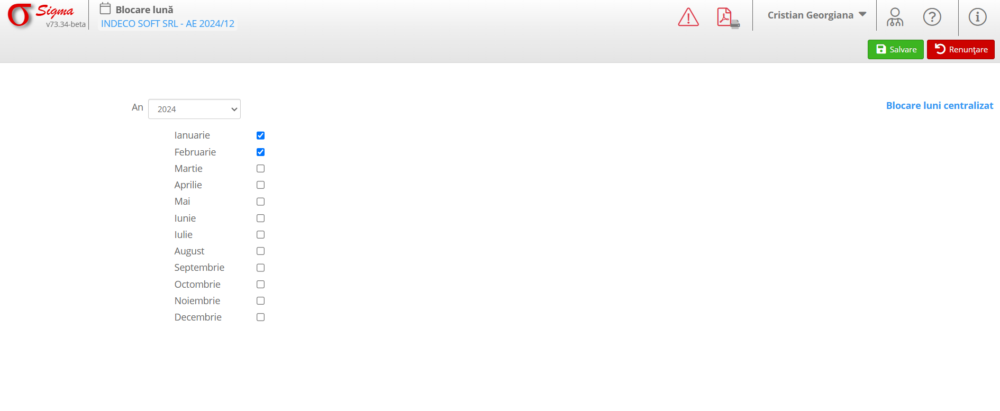 σ Sigma
v73.34-beta
Blocare lună
INDECO SOFT SRL - AE 2024/12
Cristian Georgiana
Salvare
Renunțare
An
2024
Blocare luni centralizat
Ianuarie
Februarie
Martie
Aprilie
Mai
Iunie
Iulie
August
Septembrie
Octombrie
Noiembrie
Decembrie